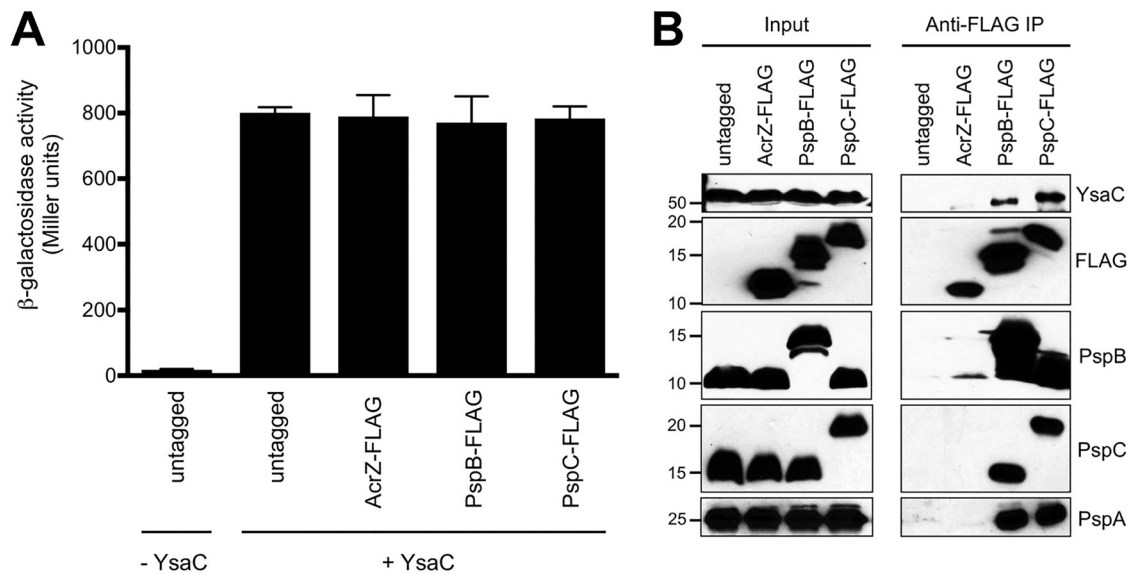 A
β-galactosidase activity
(Miller units)
1000
800
600
400
200
0
untagged
untagged
AcrZ-FLAG
PspB-FLAG
PspC-FLAG
- YsaC
+ YsaC
B
Input
Anti-FLAG IP
untagged
AcrZ-FLAG
PspB-FLAG
PspC-FLAG
untagged
AcrZ-FLAG
PspB-FLAG
PspC-FLAG
50
YsaC
20
15
10
FLAG
15
10
PspB
20
15
PspC
25
PspA